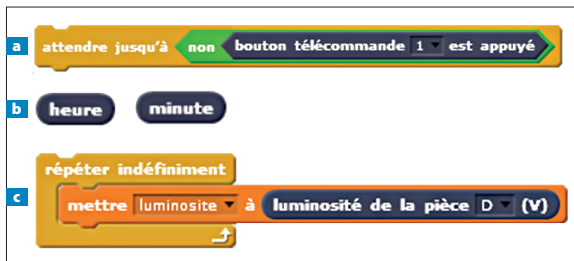 a attendre jusqu'à non bouton télécommande 1 est appuyé
b heure minute
répéter indéfiniment
c mettre luminosite à luminosité de la pièce D (V)